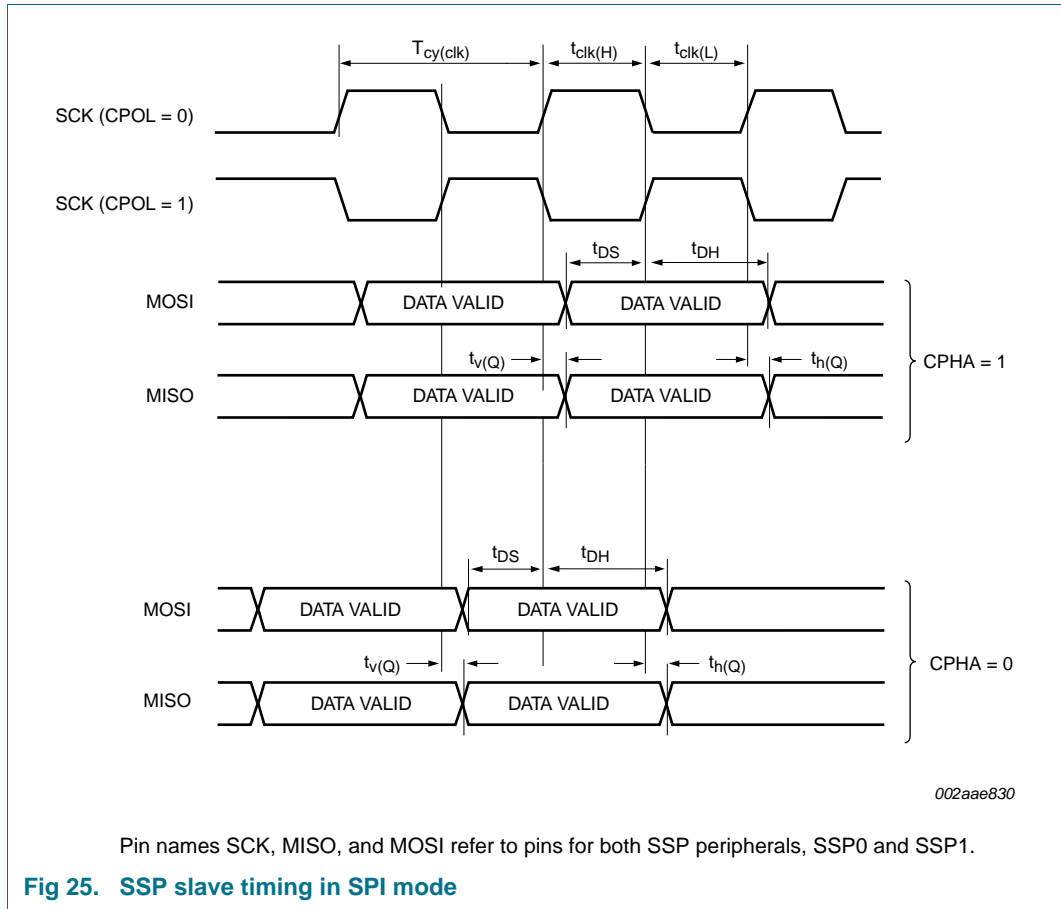 Tcy(clk) tclk(H) tclk(L)
SCK (CPOL = 0)
SCK (CPOL = 1)
tDS tDH
MOSI DATA VALID DATA VALID
tv(Q) th(Q)
CPHA = 1
MISO DATA VALID DATA VALID
tDS tDH
MOSI DATA VALID DATA VALID
tv(Q) th(Q)
CPHA = 0
MISO DATA VALID DATA VALID
002aae830
Pin names SCK, MISO, and MOSI refer to pins for both SSP peripherals, SSP0 and SSP1.
Fig 25. SSP slave timing in SPI mode